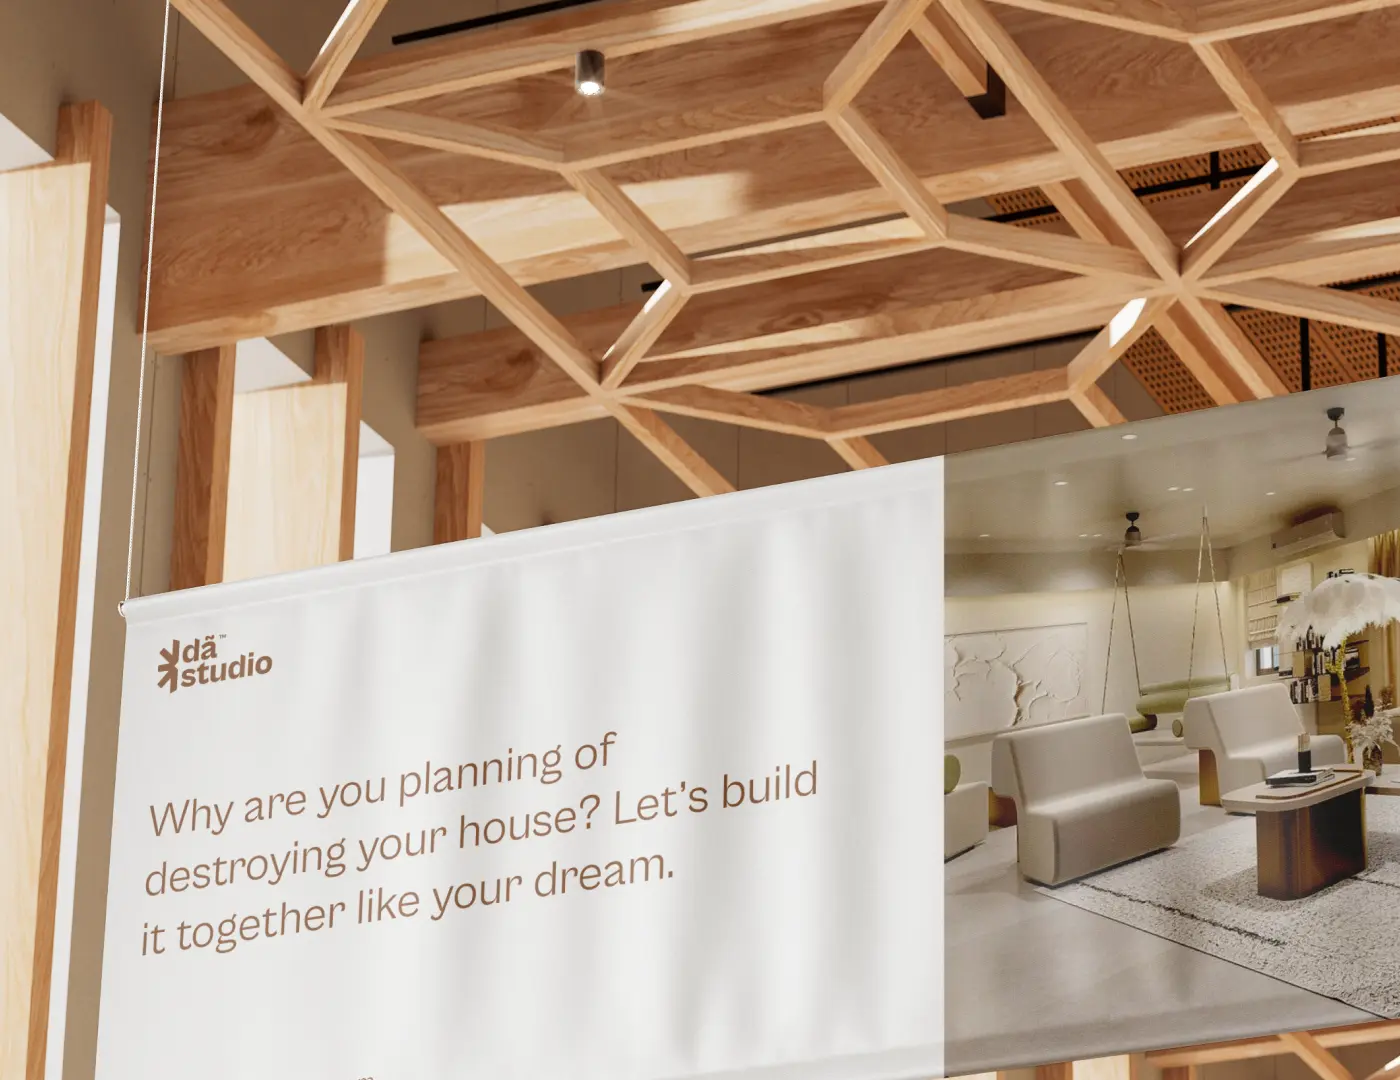 dã™
studio
Why are you planning of
destroying your house? Let's build
it together like your dream.